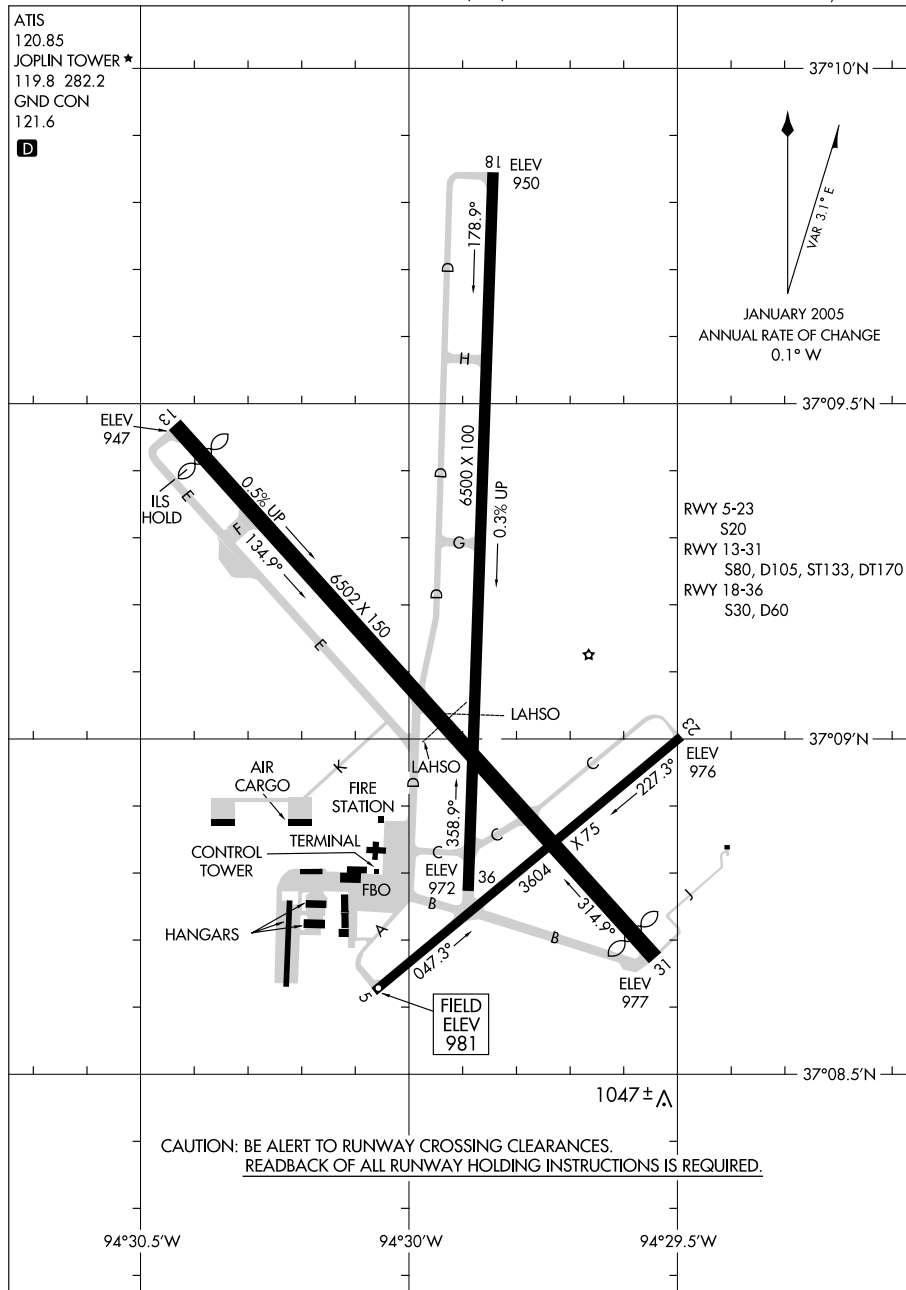 ATIS
120.85
JOPLIN TOWER ★
119.8 282.2
GND CON
121.6
D
37°10'N
18
ELEV
950
178.9°
D
VAR 3.1° E
JANUARY 2005
ANNUAL RATE OF CHANGE
0.1° W
H
37°09.5'N
13
ELEV
947
ILS
HOLD
E
0.5% UP
F
134.9°
6502 X 150
6500 X 100
0.3% UP
D
G
D
E
RWY 5-23
S20
RWY 13-31
S80, D105, ST133, DT170
RWY 18-36
S30, D60
LAHSO
LAHSO
37°09'N
23
ELEV
976
227.3°
K
D
358.9°
C
C
C
AIR
CARGO
FIRE
STATION
TERMINAL
CONTROL
TOWER
FBO
ELEV
972
36
3604 X 75
314.9°
J
HANGARS
A
B
B
047.3°
5
31
ELEV
977
FIELD
ELEV
981
37°08.5'N
1047 ±
CAUTION: BE ALERT TO RUNWAY CROSSING CLEARANCES.
READBACK OF ALL RUNWAY HOLDING INSTRUCTIONS IS REQUIRED.
94°30.5'W
94°30'W
94°29.5'W